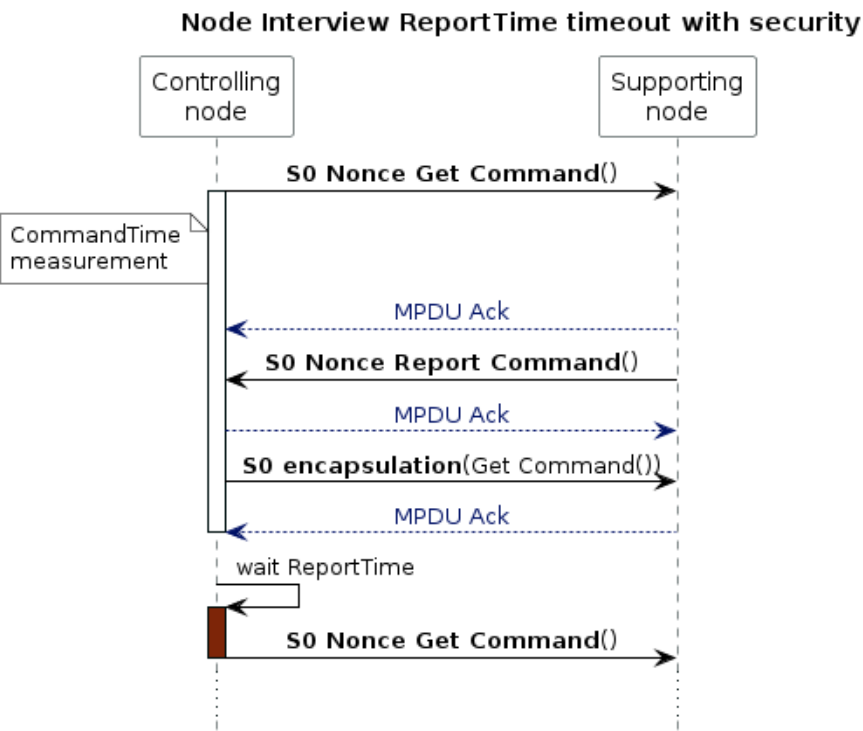 Node Interview ReportTime timeout with security
Controlling
node
Supporting
node
S0 Nonce Get Command()
CommandTime
measurement
MPDU Ack
S0 Nonce Report Command()
MPDU Ack
S0 encapsulation(Get Command())
MPDU Ack
wait ReportTime
S0 Nonce Get Command()